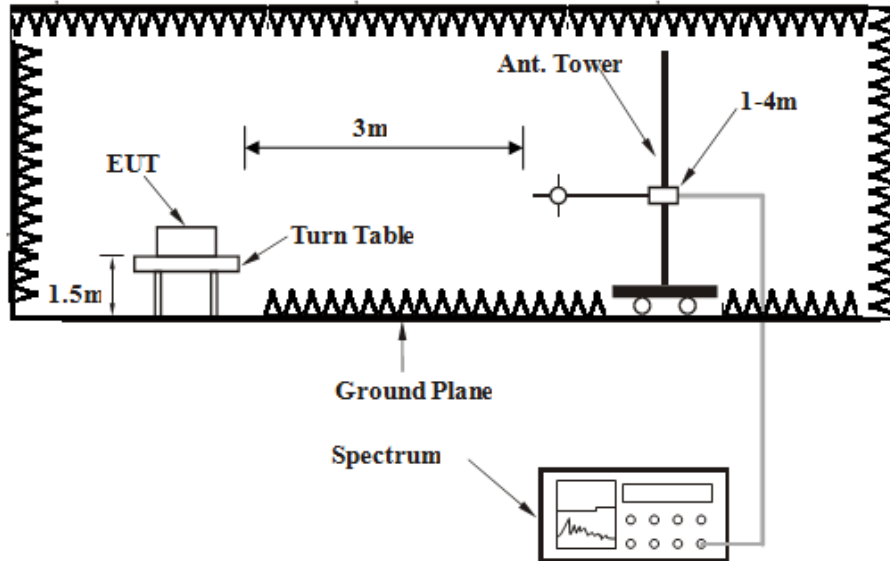 Ant. Tower
1-4m
3m
EUT
Turn Table
1.5m
Ground Plane
Spectrum